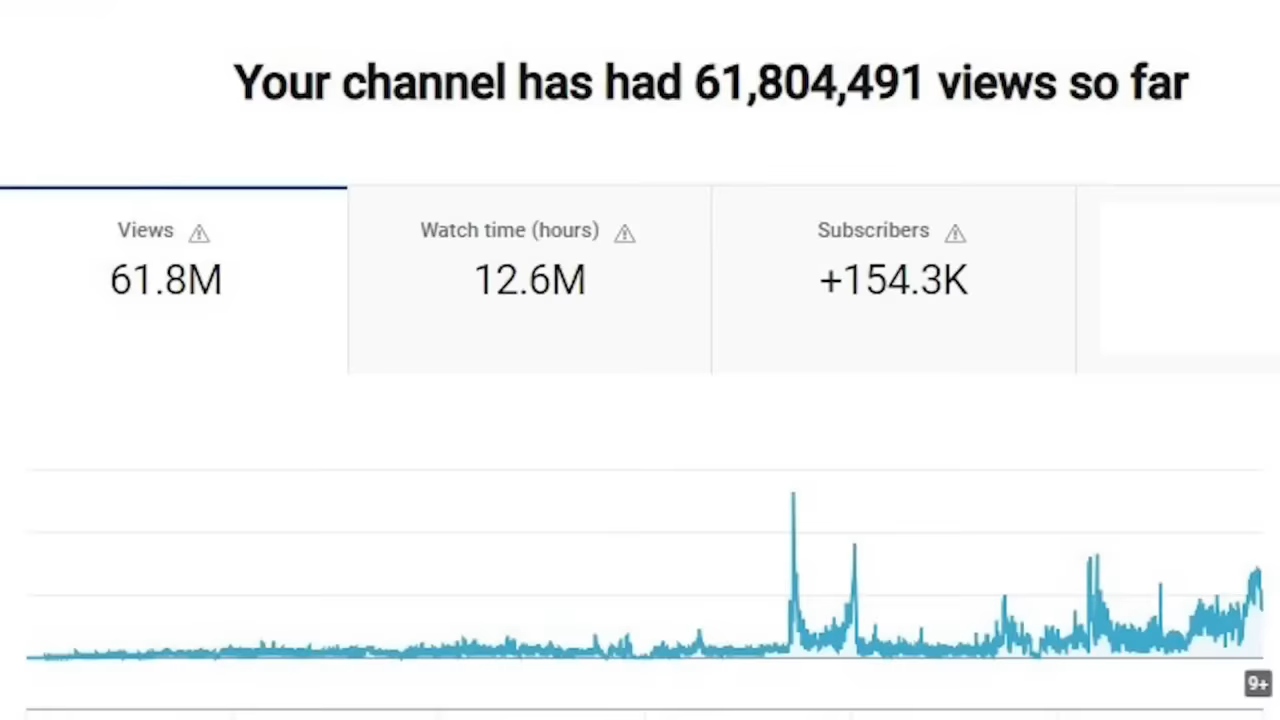 Your channel has had 61,804,491 views so far
Views
61.8M
Watch time (hours)
12.6M
Subscribers
+154.3K
9+